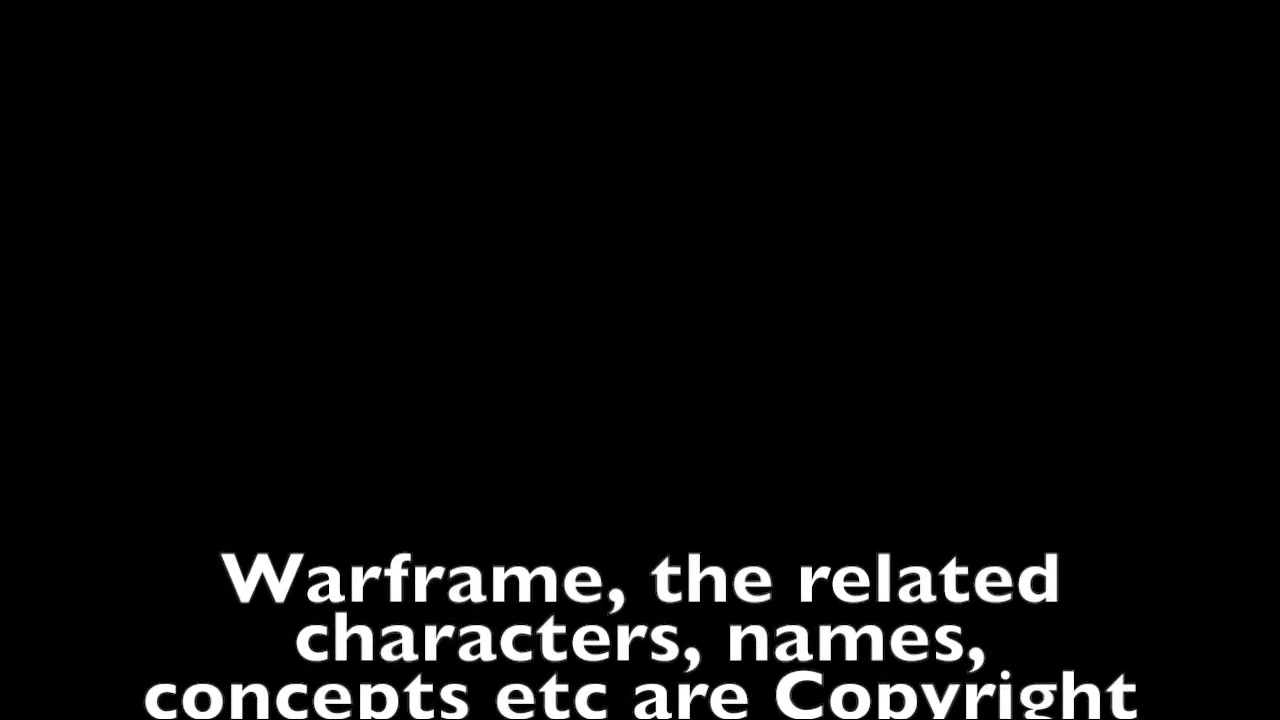 Warframe, the related
characters, names,
concepts etc are Copyright